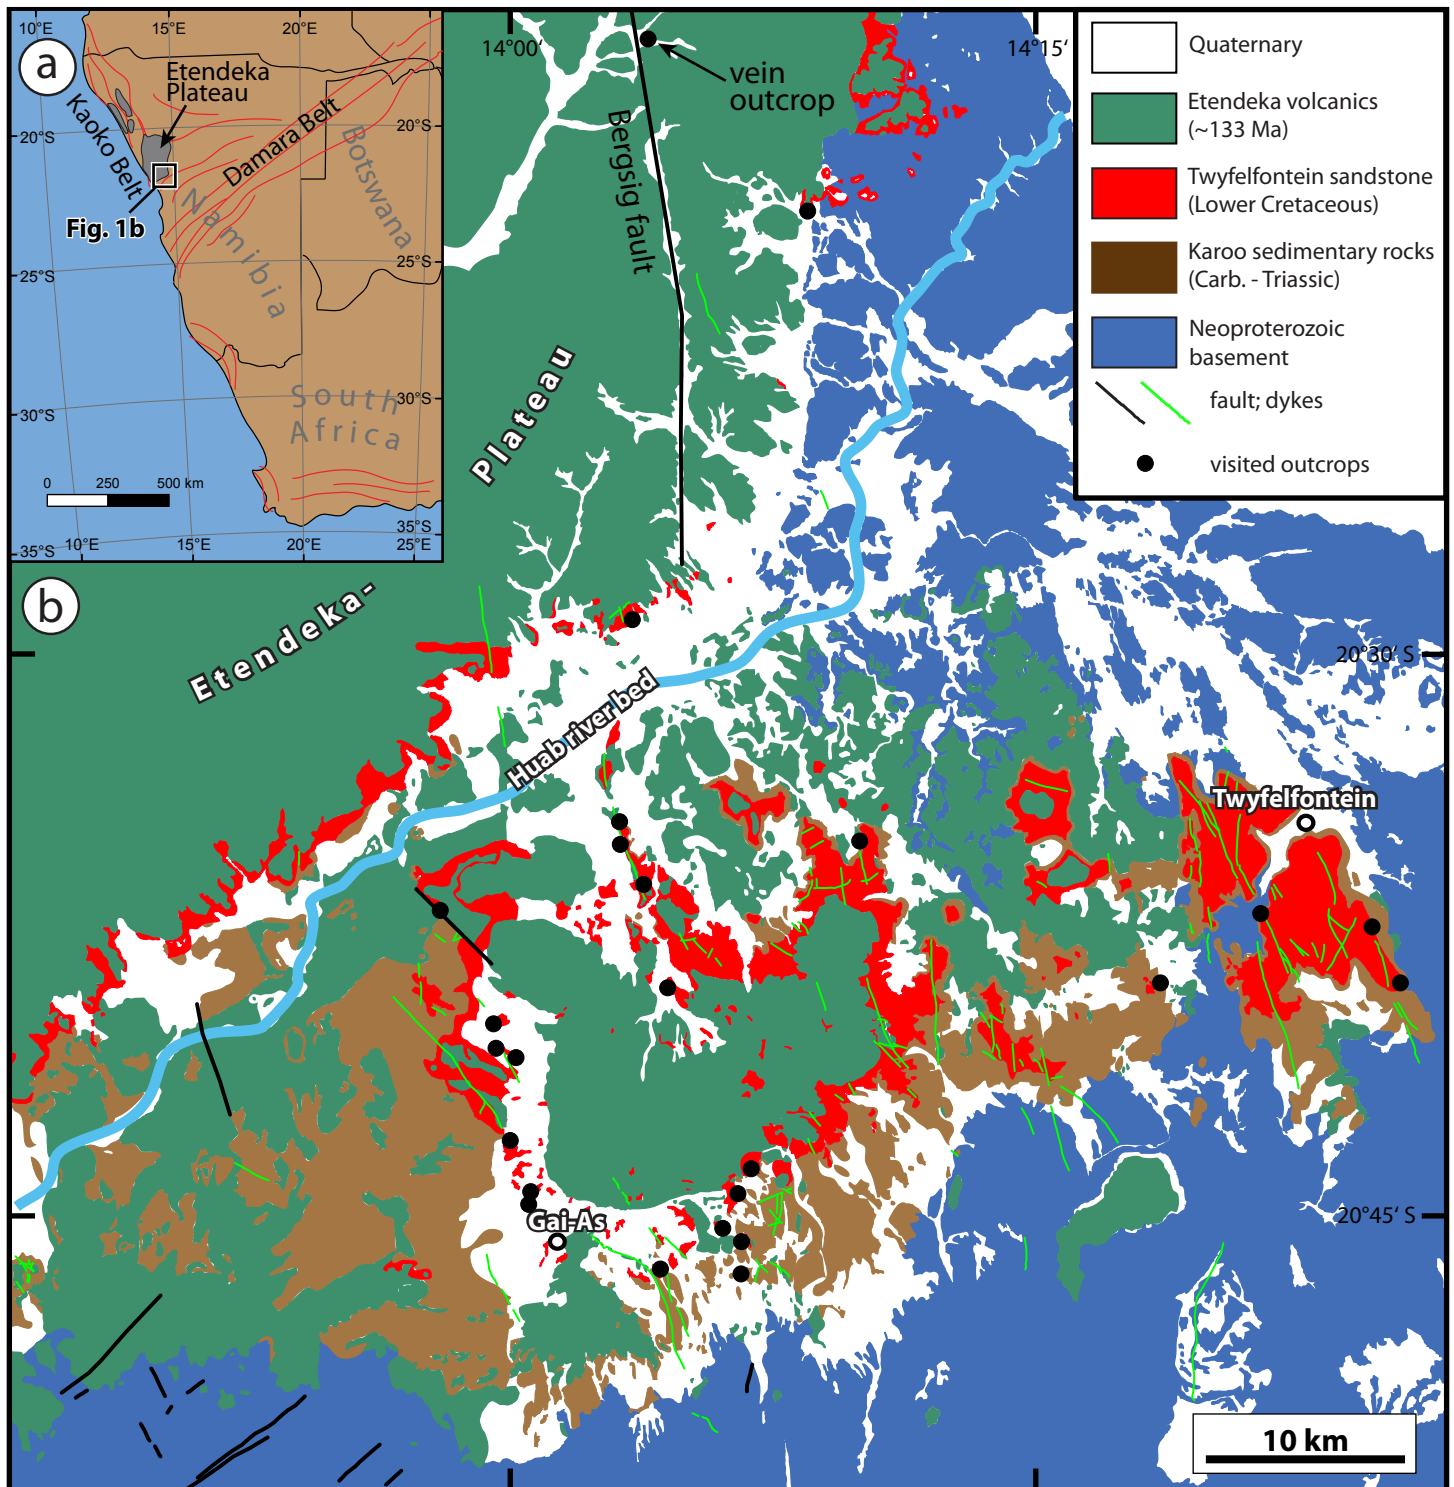 10°E
15°E
20°E
a
Etendeka
Plateau
Kaoko Belt
Damara Belt
Botswana
Namibia
Fig. 1b
20°S
20°S
25°S
25°S
30°S
30°S
South
Africa
0 250 500 km
35°S
35°S
10°E
15°E
20°E
25°E
b
14°00‘
14°15‘
vein
outcrop
Bergsig fault
Etendeka-
Plateau
Huab river bed
20°30‘ S
Twyfelfontein
20°45‘ S
Gai-As
10 km
Quaternary
Etendeka volcanics
(~133 Ma)
Twyfelfontein sandstone
(Lower Cretaceous)
Karoo sedimentary rocks
(Carb. - Triassic)
Neoproterozoic
basement
fault; dykes
visited outcrops